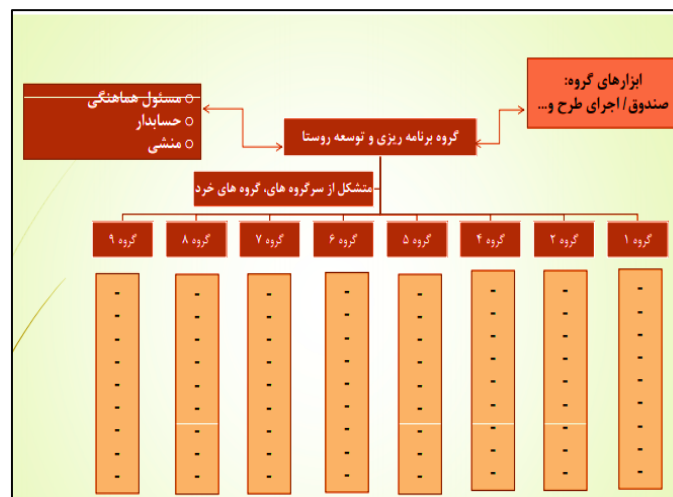 ابزارهای گروه:
صندوق/ اجرای طرح و...
○ مسئول هماهنگی
○ حسابدار
○ منشی
گروه برنامه ریزی و توسعه روستا
متشکل از سرگروه های، گروه های خرد
گروه ۱
گروه ۲
گروه ۴
گروه ۵
گروه ۶
گروه ۷
گروه ۸
گروه ۹